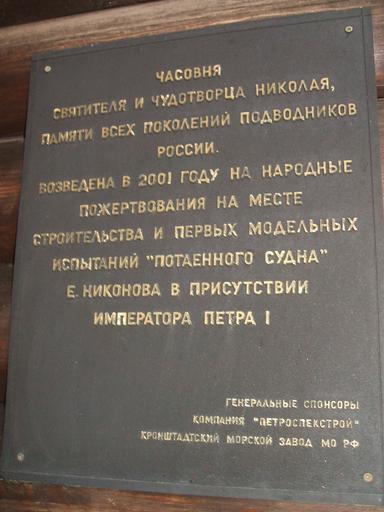 ЧАСОВНЯ
СВЯТИТЕЛЯ И ЧУДОТВОРЦА НИКОЛАЯ,
ПАМЯТИ ВСЕХ ПОКОЛЕНИЙ ПОДВОДНИКОВ
РОССИИ.
ВОЗВЕДЕНА В 2001 ГОДУ НА НАРОДНЫЕ
ПОЖЕРТВОВАНИЯ НА МЕСТЕ
СТРОИТЕЛЬСТВА И ПЕРВЫХ МОДЕЛЬНЫХ
ИСПЫТАНИЙ "ПОТАЕННОГО СУДНА"
Е. НИКОНОВА В ПРИСУТСТВИИ
ИМПЕРАТОРА ПЕТРА I
ГЕНЕРАЛЬНЫЕ СПОНСОРЫ
КОМПАНИЯ "ПЕТРОСПЕКСТРОЙ"
КРОНШТАДТСКИЙ МОРСКОЙ ЗАВОД МО РФ